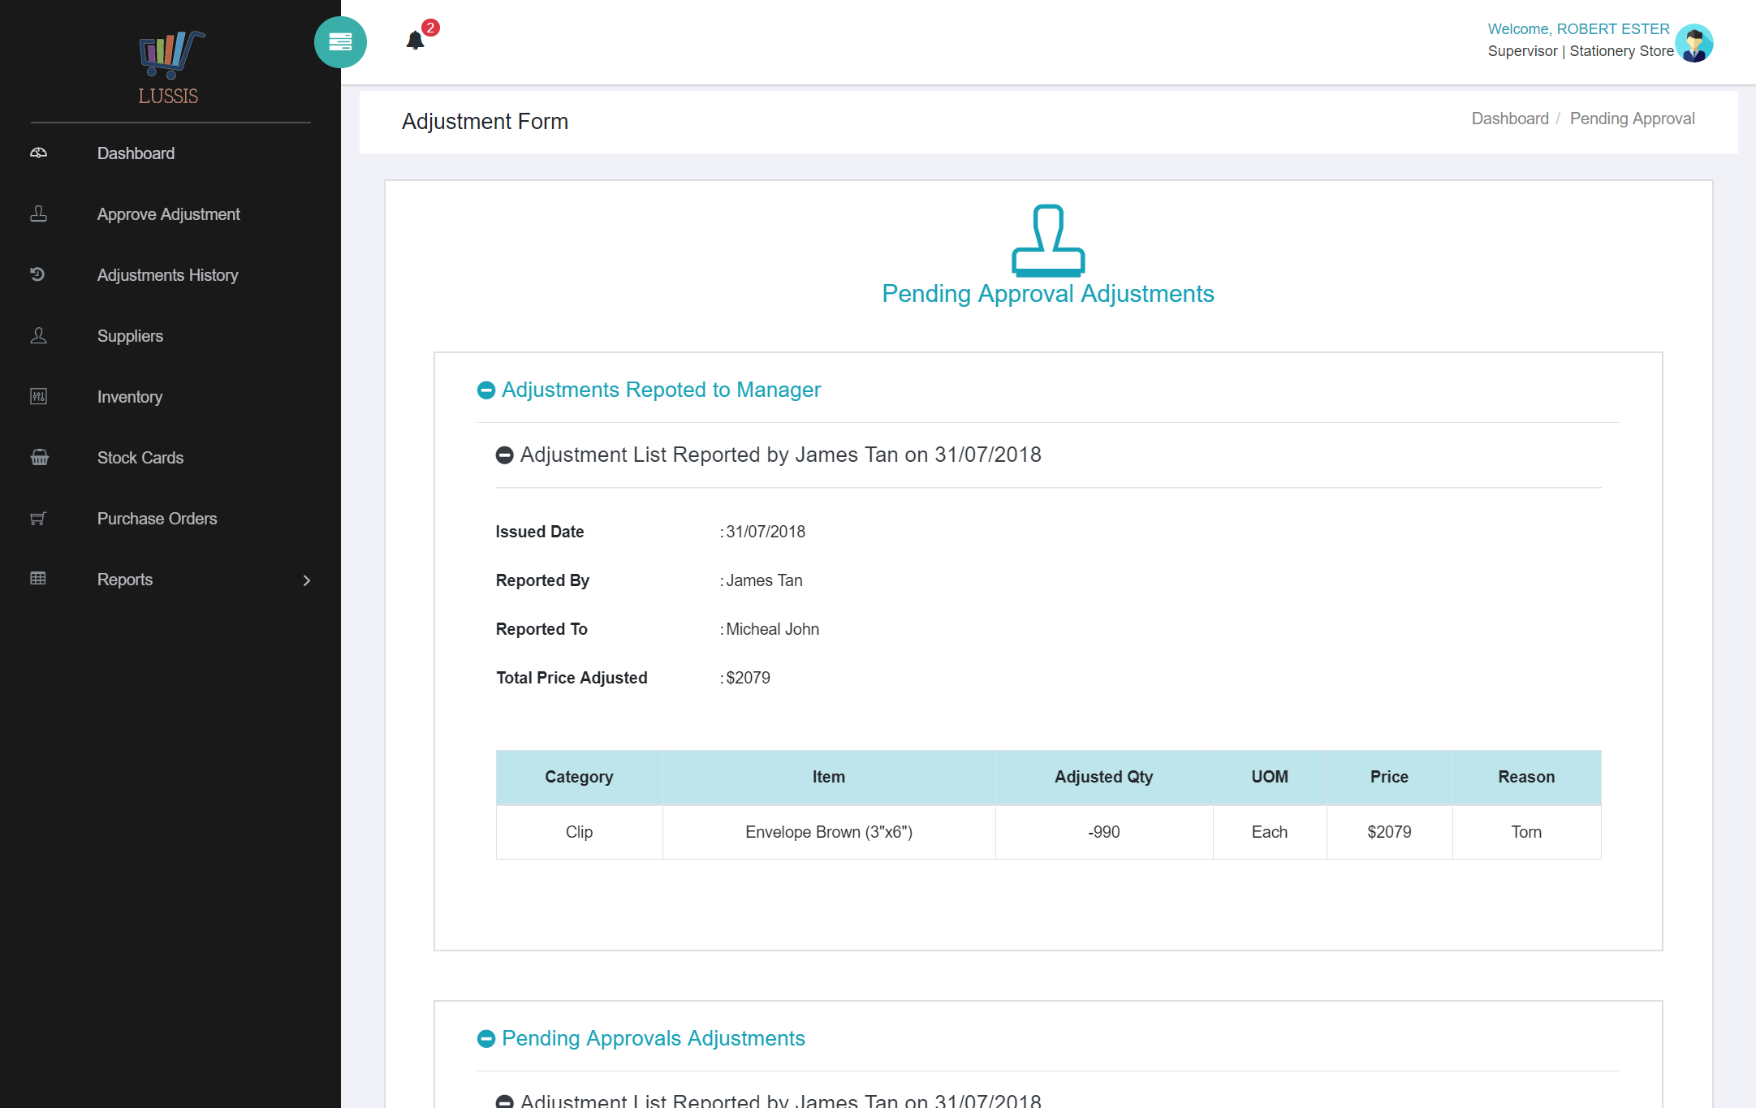 LUSSIS
Dashboard
Approve Adjustment
Adjustments History
Suppliers
Inventory
Stock Cards
Purchase Orders
Reports
2
Welcome, ROBERT ESTER
Supervisor | Stationery Store
Adjustment Form
Dashboard / Pending Approval
Pending Approval Adjustments
Adjustments Repoted to Manager
Adjustment List Reported by James Tan on 31/07/2018
Issued Date : 31/07/2018
Reported By : James Tan
Reported To : Micheal John
Total Price Adjusted : $2079
Category Item Adjusted Qty UOM Price Reason
Clip Envelope Brown (3"x6") -990 Each $2079 Torn
Pending Approvals Adjustments
Adjustment List Reported by James Tan on 31/07/2018